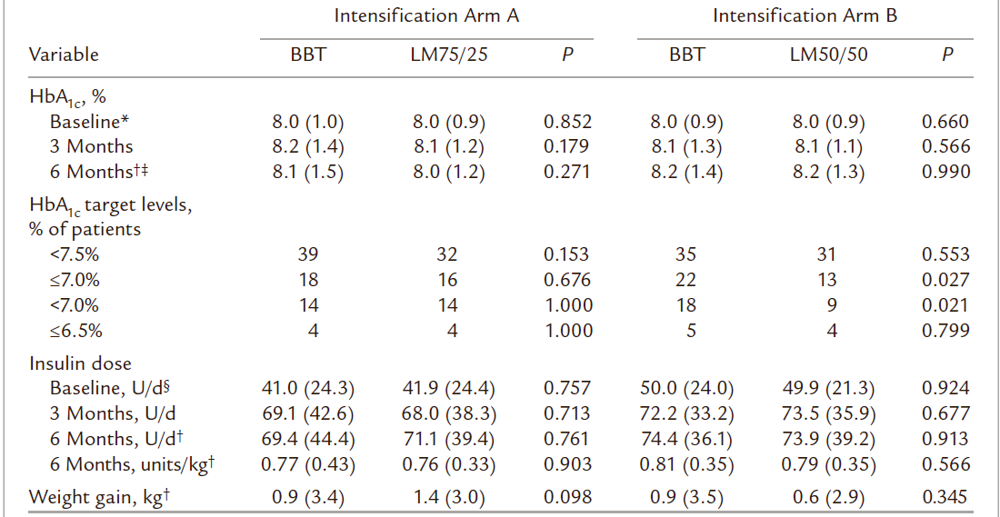 Intensification Arm A Intensification Arm B
Variable BBT LM75/25 P BBT LM50/50 P
HbA1c, %
Baseline* 8.0 (1.0) 8.0 (0.9) 0.852 8.0 (0.9) 8.0 (0.9) 0.660
3 Months 8.2 (1.4) 8.1 (1.2) 0.179 8.1 (1.3) 8.1 (1.1) 0.566
6 Months†‡ 8.1 (1.5) 8.0 (1.2) 0.271 8.2 (1.4) 8.2 (1.3) 0.990
HbA1c target levels,
% of patients
<7.5% 39 32 0.153 35 31 0.553
≤7.0% 18 16 0.676 22 13 0.027
<7.0% 14 14 1.000 18 9 0.021
≤6.5% 4 4 1.000 5 4 0.799
Insulin dose
Baseline, U/d§ 41.0 (24.3) 41.9 (24.4) 0.757 50.0 (24.0) 49.9 (21.3) 0.924
3 Months, U/d 69.1 (42.6) 68.0 (38.3) 0.713 72.2 (33.2) 73.5 (35.9) 0.677
6 Months, U/d† 69.4 (44.4) 71.1 (39.4) 0.761 74.4 (36.1) 73.9 (39.2) 0.913
6 Months, units/kg† 0.77 (0.43) 0.76 (0.33) 0.903 0.81 (0.35) 0.79 (0.35) 0.566
Weight gain, kg† 0.9 (3.4) 1.4 (3.0) 0.098 0.9 (3.5) 0.6 (2.9) 0.345